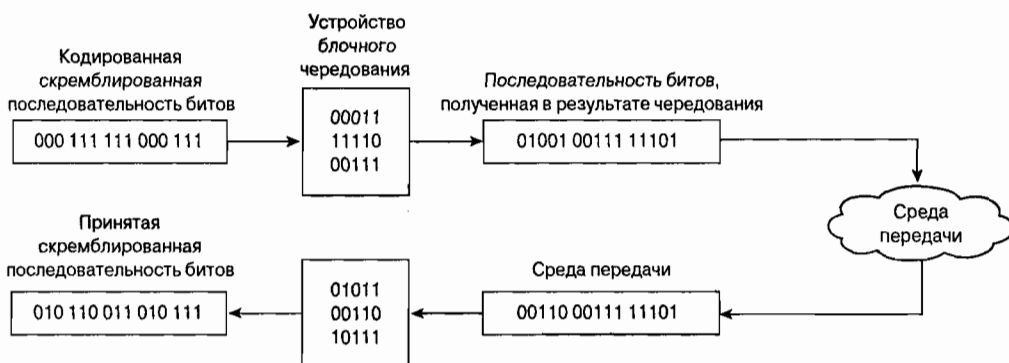 Кодированная
скремблированная
последовательность битов
000 111 111 000 111
Устройство
блочного
чередования
00011
11110
00111
Последовательность битов,
полученная в результате чередования
01001 00111 11101
Среда
передачи
Принятая
скремблированная
последовательность битов
010 110 011 010 111
01011
00110
10111
Среда передачи
00110 00111 11101